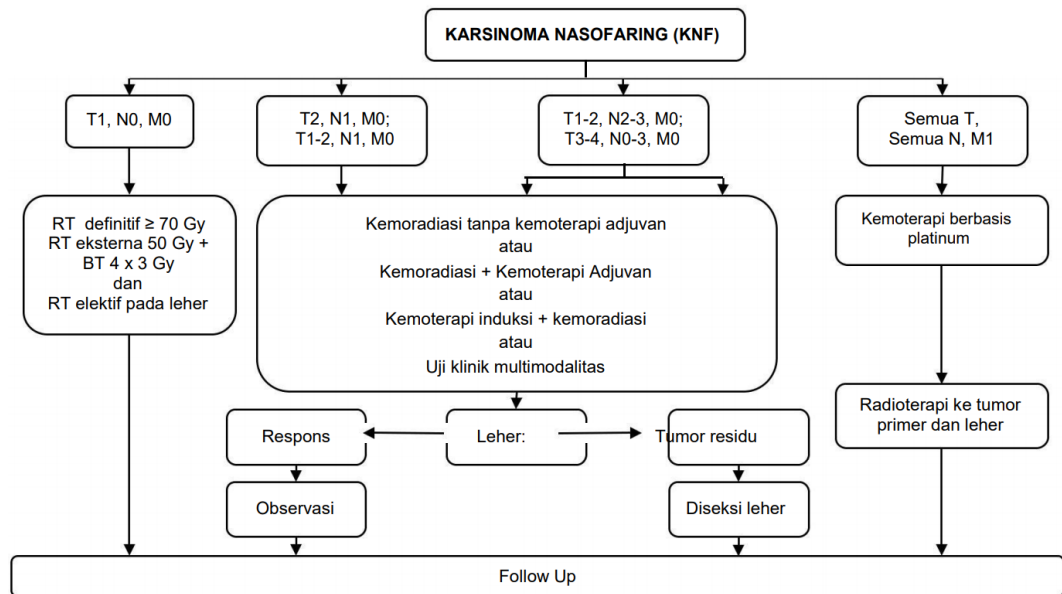 KARSINOMA NASOFARING (KNF)
T1, N0, M0
T2, N1, M0;
T1-2, N1, M0
T1-2, N2-3, M0;
T3-4, N0-3, M0
Semua T,
Semua N, M1
RT definitif ≥ 70 Gy
RT eksterna 50 Gy +
BT 4 x 3 Gy
dan
RT elektif pada leher
Kemoradiasi tanpa kemoterapi adjuvan
atau
Kemoradiasi + Kemoterapi Adjuvan
atau
Kemoterapi induksi + kemoradiasi
atau
Uji klinik multimodalitas
Kemoterapi berbasis
platinum
Respons
Leher:
Tumor residu
Radioterapi ke tumor
primer dan leher
Observasi
Diseksi leher
Follow Up